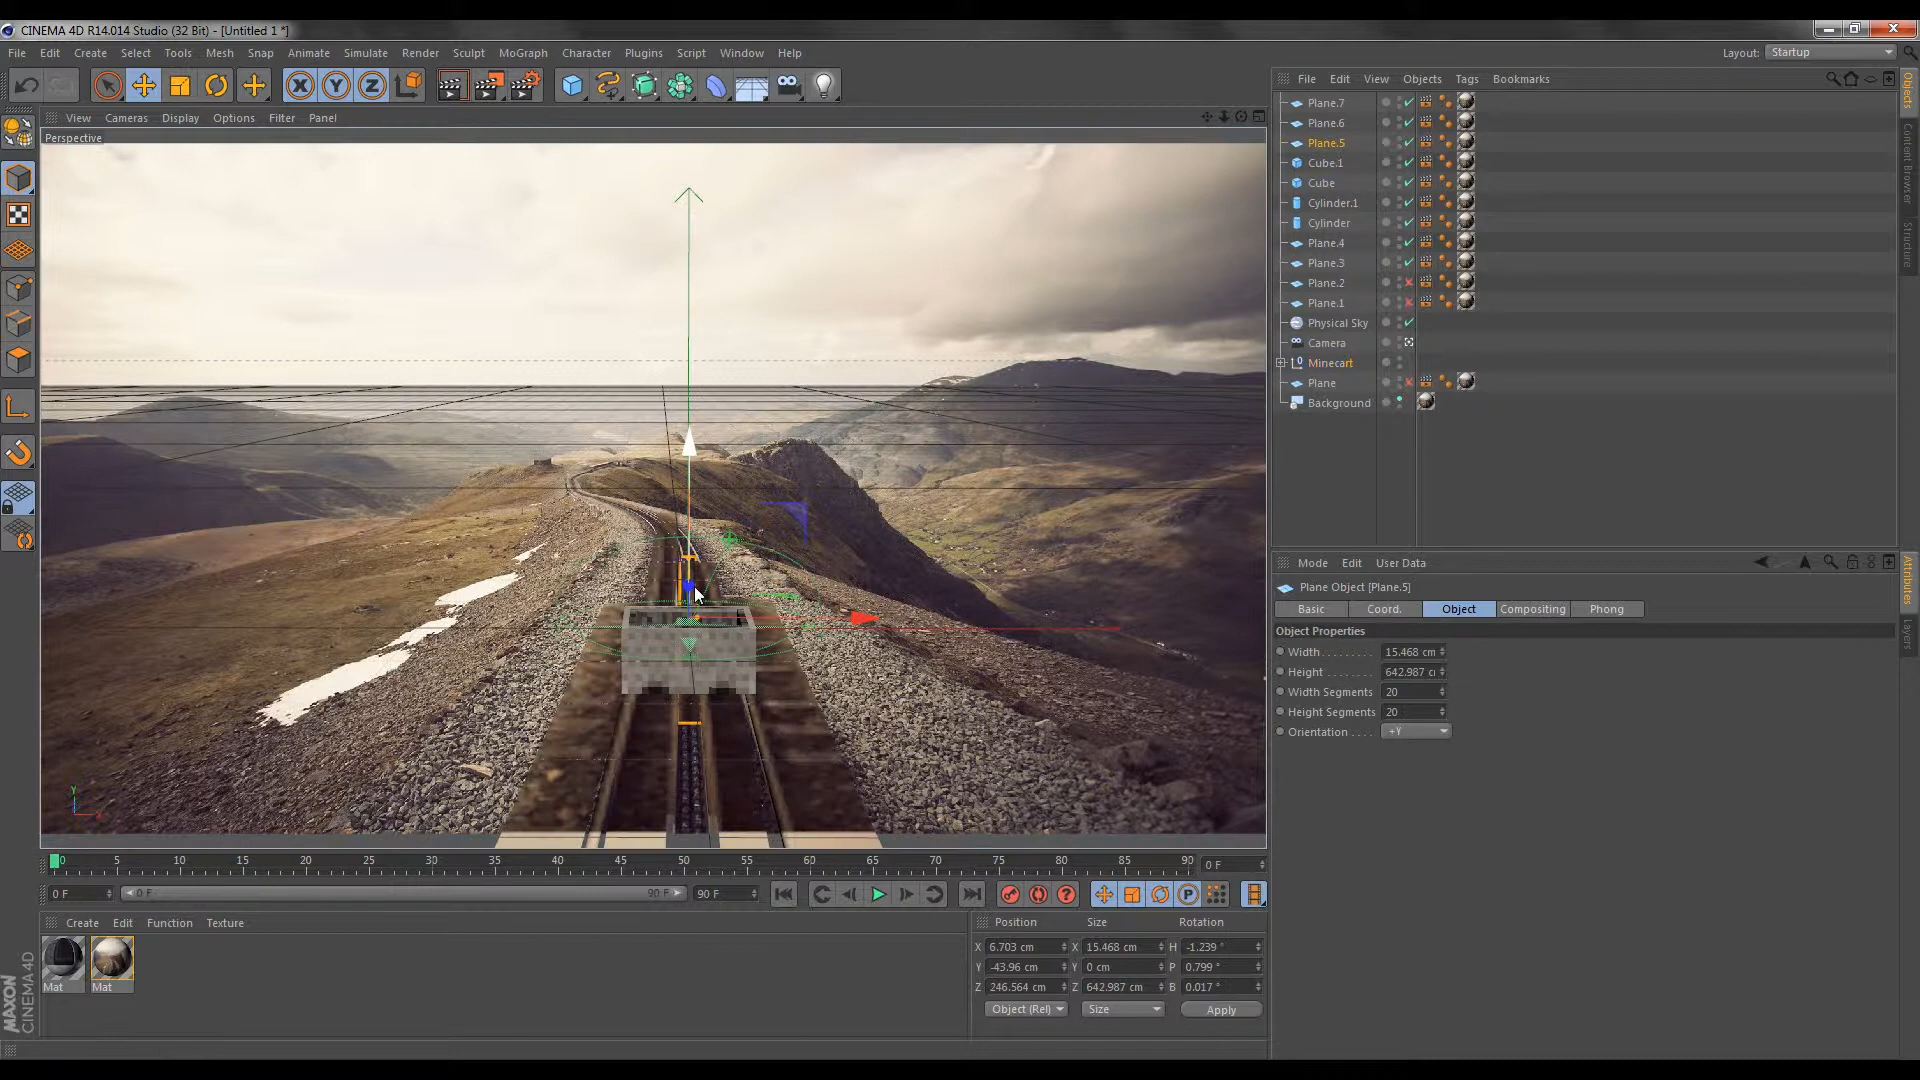 CINEMA 4D R14.014 Studio (32 Bit) - [Untitled 1 *]
File Edit Create Select Tools Mesh Snap Animate Simulate Render Sculpt MoGraph Character Plugins Script Window Help
Layout: Startup
X Y Z
File Edit View Objects Tags Bookmarks
View Cameras Display Options Filter Panel
Perspective
Plane.7
Plane.6
Plane.5
Cube.1
Cube
Cylinder.1
Cylinder
Plane.4
Plane.3
Plane.2
Plane.1
Physical Sky
Camera
Minecart
Plane
Background
Objects
Content Browser
Structure
Mode Edit User Data
Plane Object [Plane.5]
Basic Coord. Object Compositing Phong
Object Properties
Width 15.468 cm
Height 642.987 c
Width Segments 20
Height Segments 20
Orientation +Y
Attributes
Layers
Y
X
0 5 10 15 20 25 30 35 40 45 50 55 60 65 70 75 80 85 90 0 F
0 F 0 F 90 F 90 F
P
Create Edit Function Texture
Mat Mat
Position Size Rotation
X 6.703 cm X 15.468 cm H -1.239 °
Y -43.96 cm Y 0 cm P 0.799 °
Z 246.564 cm Z 642.987 cm B 0.017 °
Object (Rel) Size Apply
MAXON
CINEMA 4D